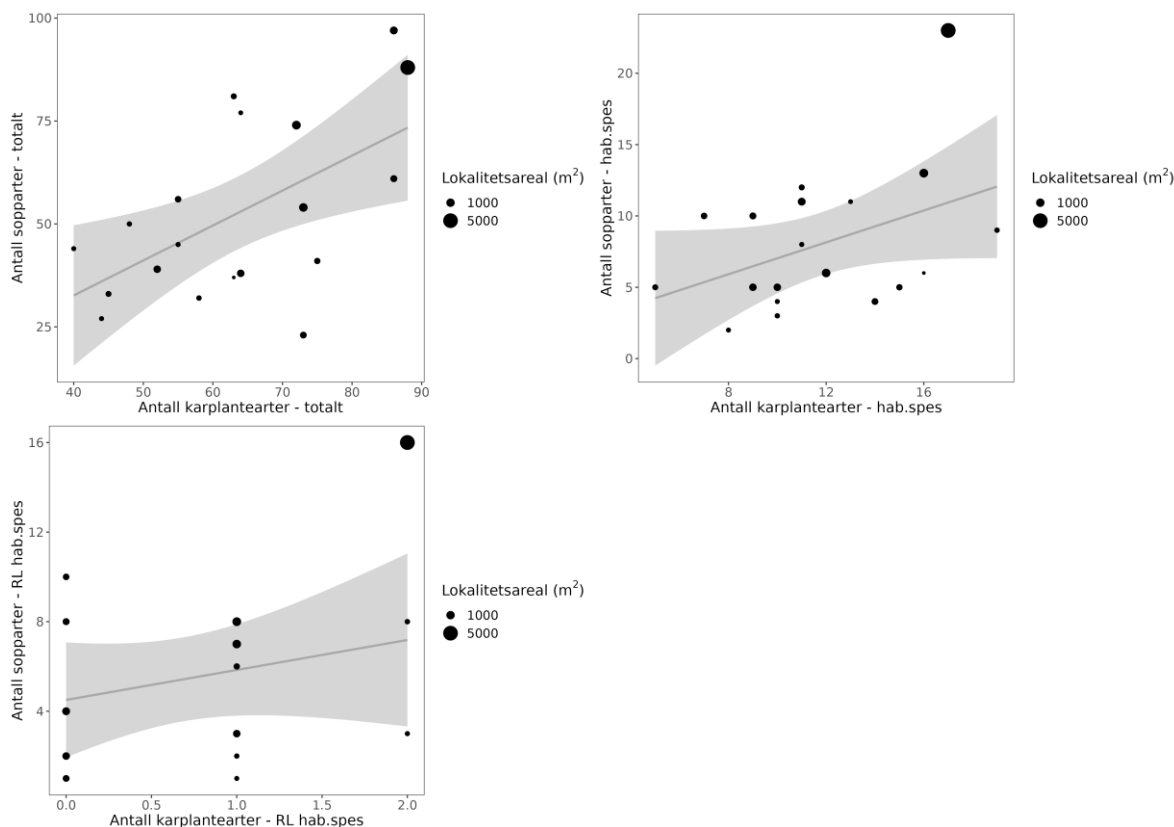 100
75
50
25
Antall sopparter - totalt
40 50 60 70 80 90
Antall karplantearter - totalt
Lokalitetsareal (m²)
1000
5000
20
15
10
5
0
Antall sopparter - hab.spes
8 12 16
Antall karplantearter - hab.spes
Lokalitetsareal (m²)
1000
5000
16
12
8
4
Antall sopparter - RL hab.spes
0.0 0.5 1.0 1.5 2.0
Antall karplantearter - RL hab.spes
Lokalitetsareal (m²)
1000
5000